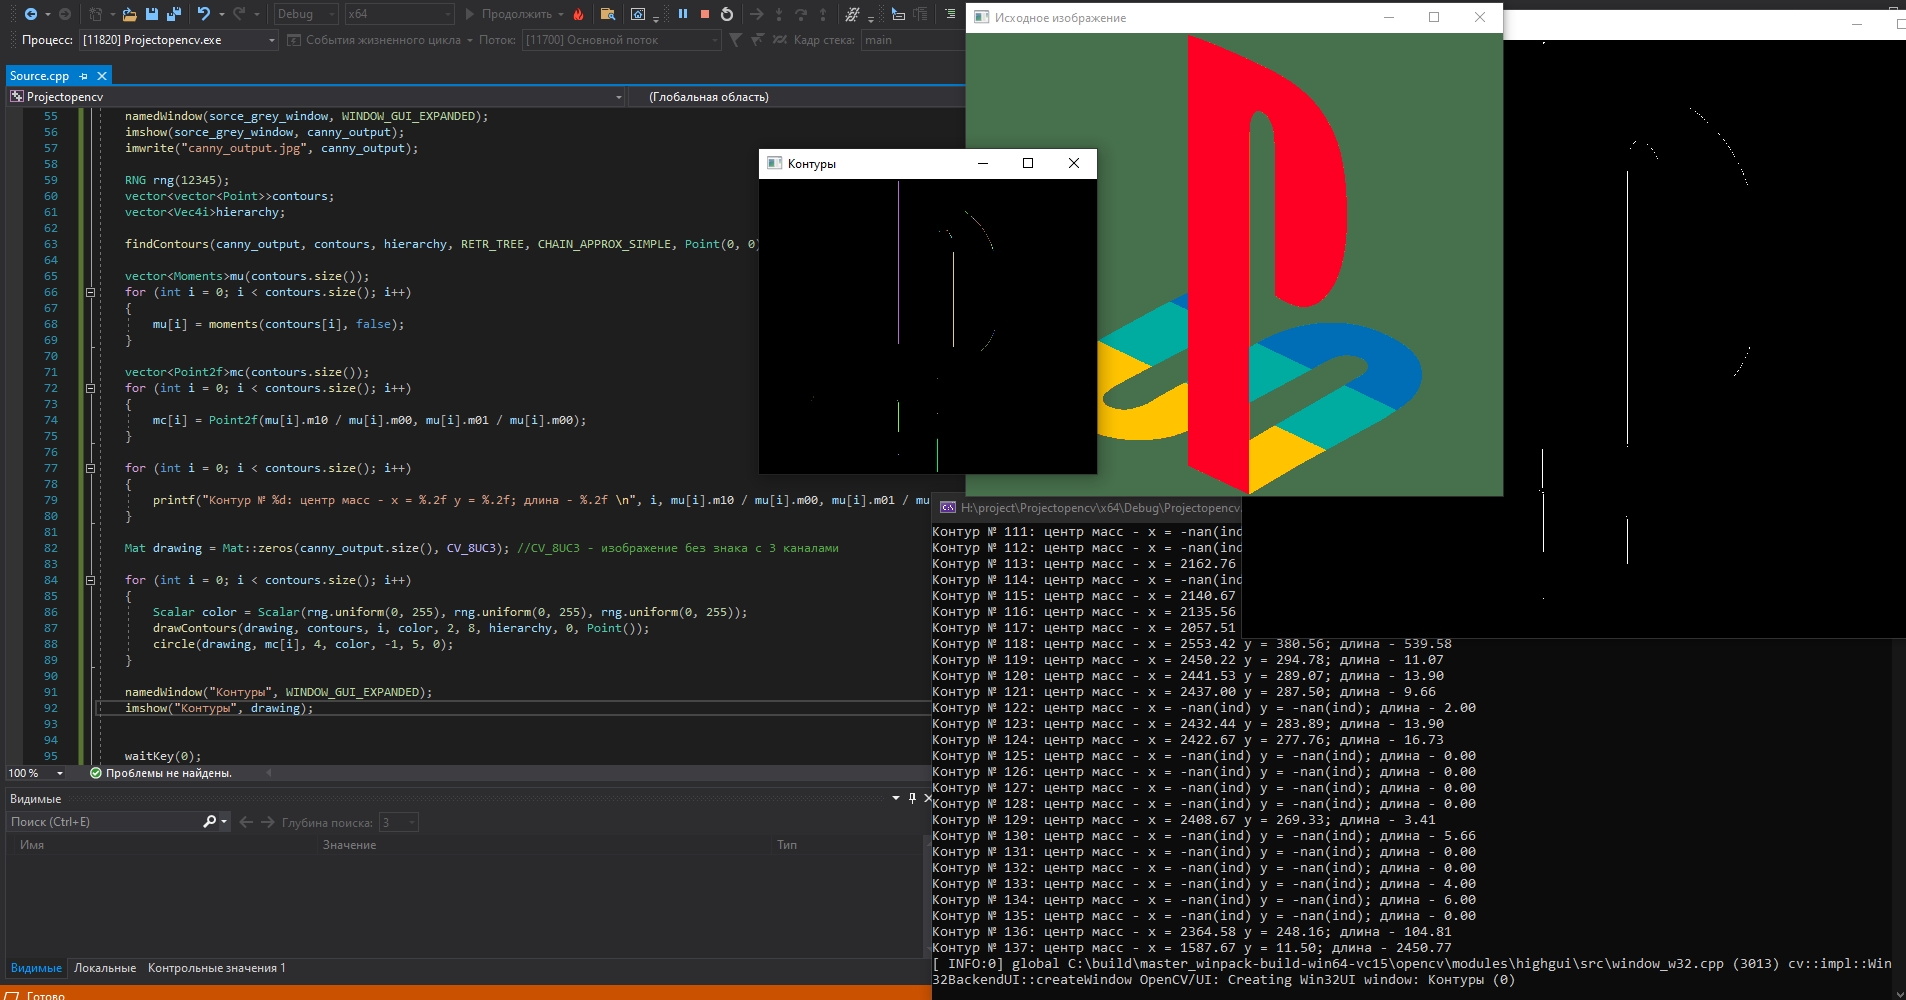 Debug
x64
Продолжить
Процесс: [11820] Projectopencv.exe
События жизненного цикла
Поток: [11700] Основной поток
Кадр стека: main
Source.cpp
Projectopencv
(Глобальная область)
55 namedWindow(sorce_grey_window, WINDOW_GUI_EXPANDED);
56 imshow(sorce_grey_window, canny_output);
57 imwrite("canny_output.jpg", canny_output);
58
59 RNG rng(12345);
60 vector<vector<Point>>contours;
61 vector<Vec4i>hierarchy;
62
63 findContours(canny_output, contours, hierarchy, RETR_TREE, CHAIN_APPROX_SIMPLE, Point(0, 0)
64
65 vector<Moments>mu(contours.size());
66 for (int i = 0; i < contours.size(); i++)
67 {
68 mu[i] = moments(contours[i], false);
69 }
70
71 vector<Point2f>mc(contours.size());
72 for (int i = 0; i < contours.size(); i++)
73 {
74 mc[i] = Point2f(mu[i].m10 / mu[i].m00, mu[i].m01 / mu[i].m00);
75 }
76
77 for (int i = 0; i < contours.size(); i++)
78 {
79 printf("Контур № %d: центр масс - x = %.2f y = %.2f; длина - %.2f \n", i, mu[i].m10 / mu[i].m00, mu[i].m01 / mu
80 }
81
82 Mat drawing = Mat::zeros(canny_output.size(), CV_8UC3); //CV_8UC3 - изображение без знака с 3 каналами
83
84 for (int i = 0; i < contours.size(); i++)
85 {
86 Scalar color = Scalar(rng.uniform(0, 255), rng.uniform(0, 255), rng.uniform(0, 255));
87 drawContours(drawing, contours, i, color, 2, 8, hierarchy, 0, Point());
88 circle(drawing, mc[i], 4, color, -1, 5, 0);
89 }
90
91 namedWindow("Контуры", WINDOW_GUI_EXPANDED);
92 imshow("Контуры", drawing);
93
94
95 waitKey(0);
100 %
Проблемы не найдены.
Видимые
Поиск (Ctrl+E)
Глубина поиска: 3
Имя
Значение
Тип
Видимые
Локальные
Контрольные значения 1
Готово
Контуры
Исходное изображение
H:\project\Projectopencv\x64\Debug\Projectopencv.
Контур № 111: центр масс - x = -nan(ind
Контур № 112: центр масс - x = -nan(ind
Контур № 113: центр масс - x = 2162.76
Контур № 114: центр масс - x = -nan(ind
Контур № 115: центр масс - x = 2140.67
Контур № 116: центр масс - x = 2135.56
Контур № 117: центр масс - x = 2057.51
Контур № 118: центр масс - x = 2553.42 y = 380.56; длина - 539.58
Контур № 119: центр масс - x = 2450.22 y = 294.78; длина - 11.07
Контур № 120: центр масс - x = 2441.53 y = 289.07; длина - 13.90
Контур № 121: центр масс - x = 2437.00 y = 287.50; длина - 9.66
Контур № 122: центр масс - x = -nan(ind) y = -nan(ind); длина - 2.00
Контур № 123: центр масс - x = 2432.44 y = 283.89; длина - 13.90
Контур № 124: центр масс - x = 2422.67 y = 277.76; длина - 16.73
Контур № 125: центр масс - x = -nan(ind) y = -nan(ind); длина - 0.00
Контур № 126: центр масс - x = -nan(ind) y = -nan(ind); длина - 0.00
Контур № 127: центр масс - x = -nan(ind) y = -nan(ind); длина - 0.00
Контур № 128: центр масс - x = -nan(ind) y = -nan(ind); длина - 0.00
Контур № 129: центр масс - x = 2408.67 y = 269.33; длина - 3.41
Контур № 130: центр масс - x = -nan(ind) y = -nan(ind); длина - 5.66
Контур № 131: центр масс - x = -nan(ind) y = -nan(ind); длина - 0.00
Контур № 132: центр масс - x = -nan(ind) y = -nan(ind); длина - 0.00
Контур № 133: центр масс - x = -nan(ind) y = -nan(ind); длина - 4.00
Контур № 134: центр масс - x = -nan(ind) y = -nan(ind); длина - 6.00
Контур № 135: центр масс - x = -nan(ind) y = -nan(ind); длина - 0.00
Контур № 136: центр масс - x = 2364.58 y = 248.16; длина - 104.81
Контур № 137: центр масс - x = 1587.67 y = 11.50; длина - 2450.77
[ INFO:0] global C:\build\master_winpack-build-win64-vc15\opencv\modules\highgui\src\window_w32.cpp (3013) cv::impl::Win
32BackendUI::createWindow OpenCV/UI: Creating Win32UI window: Контуры (0)